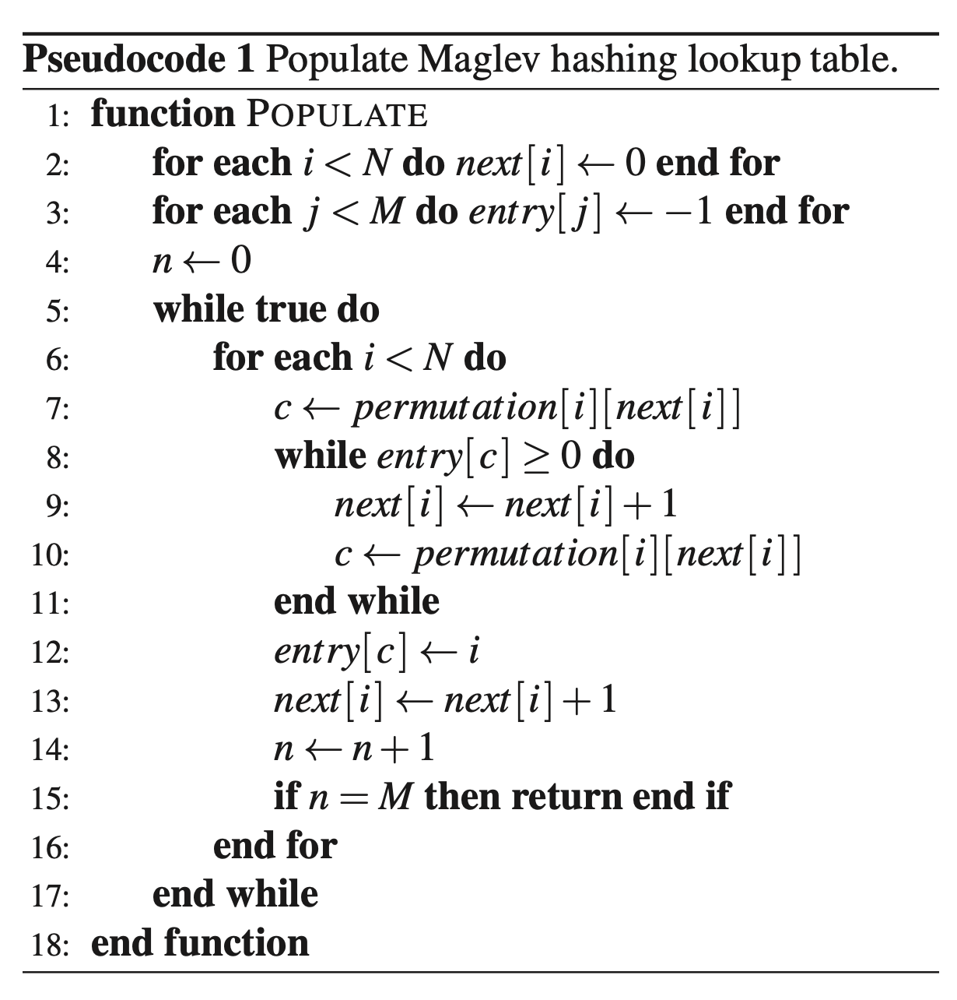 Pseudocode 1 Populate Maglev hashing lookup table.
1: function POPULATE
2: for each i < N do next[i] ← 0 end for
3: for each j < M do entry[j] ← −1 end for
4: n ← 0
5: while true do
6: for each i < N do
7: c ← permutation[i][next[i]]
8: while entry[c] ≥ 0 do
9: next[i] ← next[i] + 1
10: c ← permutation[i][next[i]]
11: end while
12: entry[c] ← i
13: next[i] ← next[i] + 1
14: n ← n + 1
15: if n = M then return end if
16: end for
17: end while
18: end function